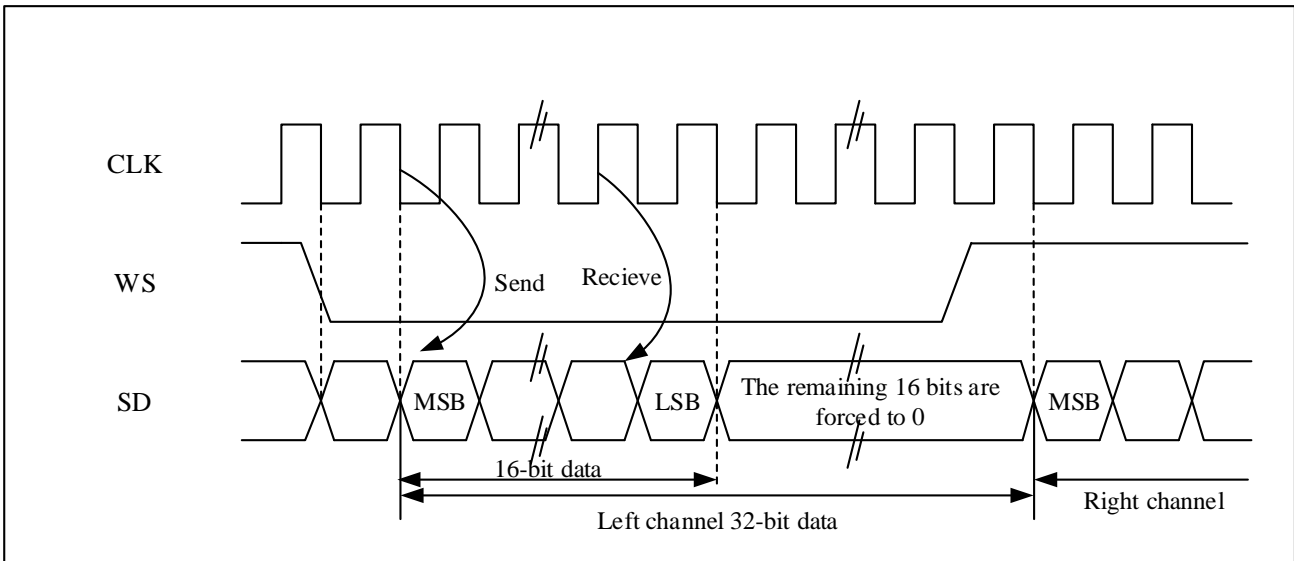 CLK
WS
Send
Recieve
SD
MSB
LSB
The remaining 16 bits are
forced to 0
MSB
16-bit data
Left channel 32-bit data
Right channel